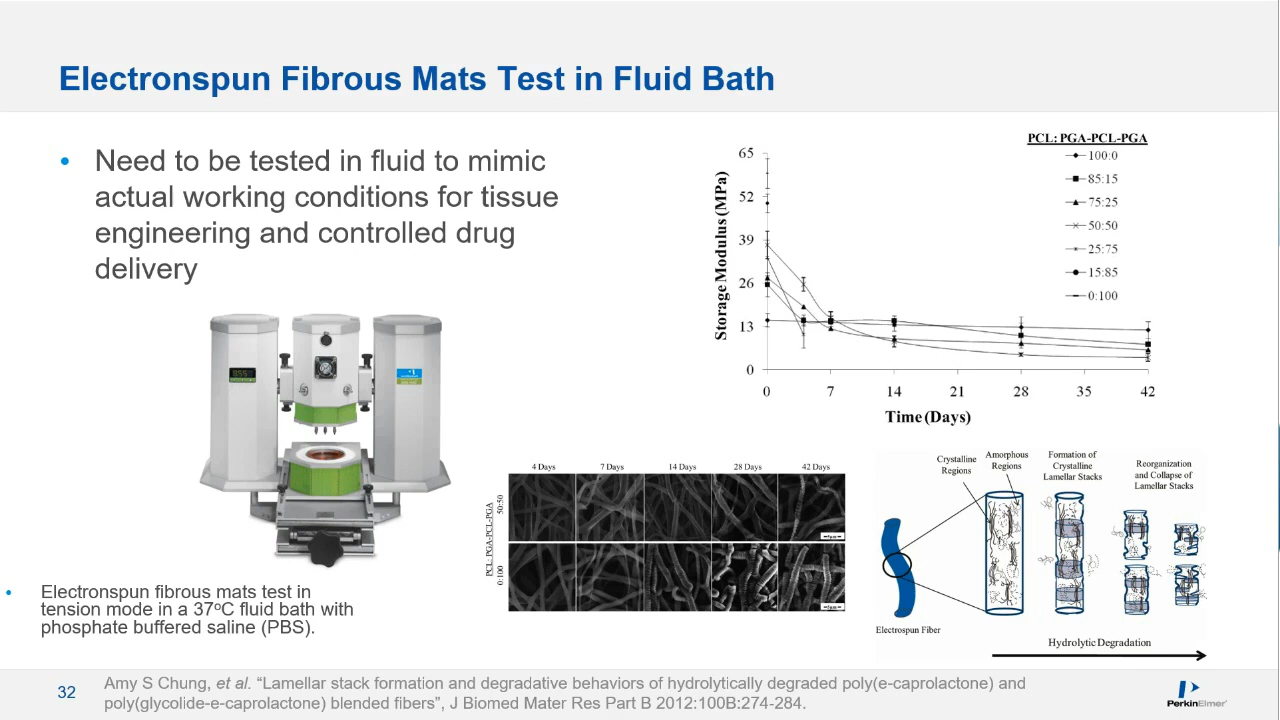 Electronspun Fibrous Mats Test in Fluid Bath
• Need to be tested in fluid to mimic
actual working conditions for tissue
engineering and controlled drug
delivery
PCL: PGA-PCL-PGA
100:0
85:15
75:25
50:50
25:75
15:85
0:100
Storage Modulus (MPa)
65
52
39
26
13
0
0 7 14 21 28 35 42
Time (Days)
4 Days 7 Days 14 Days 28 Days 42 Days
PCL: PGA-PCL-PGA
50:50
0:100
Crystalline
Regions
Amorphous
Regions
Formation of
Crystalline
Lamellar Stacks
Reorganization
and Collapse of
Lamellar Stacks
Electrospun Fiber
Hydrolytic Degradation
• Electronspun fibrous mats test in
tension mode in a 37ºC fluid bath with
phosphate buffered saline (PBS).
32
Amy S Chung, et al. “Lamellar stack formation and degradative behaviors of hydrolytically degraded poly(e-caprolactone) and
poly(glycolide-e-caprolactone) blended fibers”, J Biomed Mater Res Part B 2012:100B:274-284.
PerkinElmer